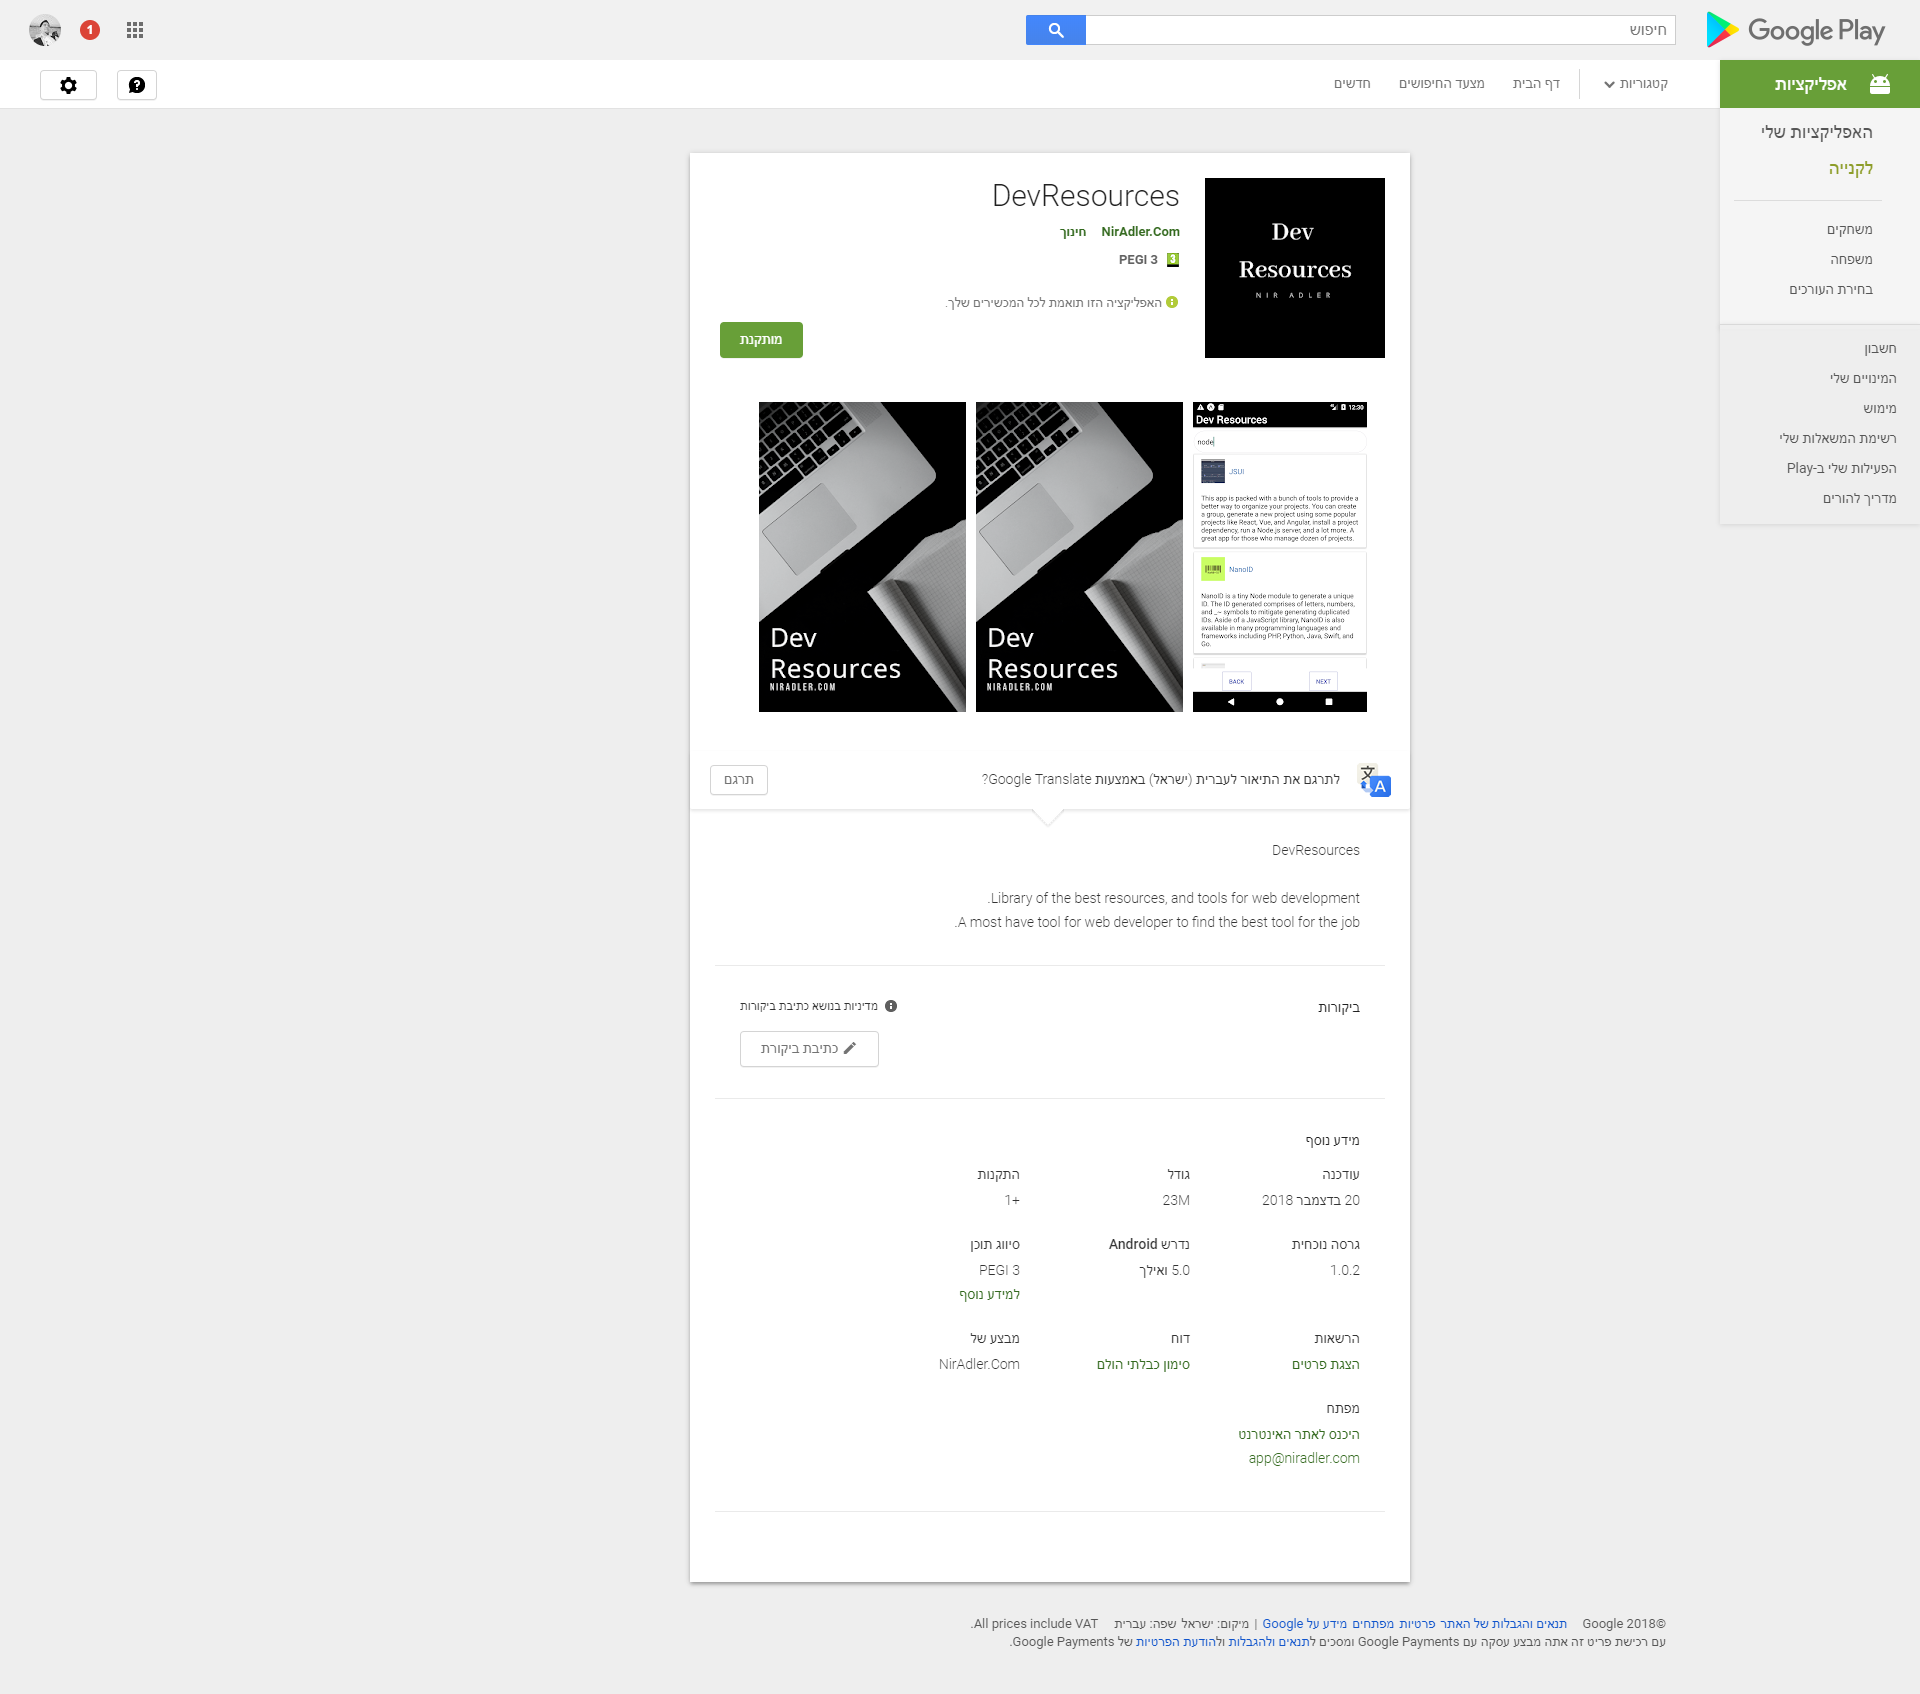 Google Play
חיפוש
1
אפליקציות
קטגוריות
דף הבית
מצעד החיפושים
חדשים
האפליקציות שלי
לקנייה
משחקים
משפחה
בחירת העורכים
חשבון
המינויים שלי
מימוש
רשימת המשאלות שלי
הפעילות שלי ב-Play
מדריך להורים
Dev
Resources
NIR ADLER
DevResources
NirAdler.Com חינוך
3 PEGI 3
האפליקציה הזו תואמת לכל המכשירים שלך.
מותקנת
12:30
Dev Resources
node
JSUI
This app is packed with a bunch of tools to provide a
better way to organize your projects. You can create
a group, generate a new project using some popular
projects like React, Vue, and Angular, install a project
dependency, run a Node.js server, and a lot more. A
great app for those who manage dozen of projects.
NanoID
NanoID is a tiny Node module to generate a unique
ID. The ID generated comprises of letters, numbers,
and _~ symbols to mitigate generating duplicated
IDs. Aside of a JavaScript library, NanoID is also
available in many programming languages and
frameworks including PHP, Python, Java, Swift, and
Go.
BACK
NEXT
Dev
Resources
NIRADLER.COM
Dev
Resources
NIRADLER.COM
לתרגם את התיאור לעברית (ישראל) באמצעות Google Translate?
תרגם
DevResources
Library of the best resources, and tools for web development.
A most have tool for web developer to find the best tool for the job.
ביקורות
מדיניות בנושא כתיבת ביקורות
כתיבת ביקורת
מידע נוסף
עודכנה
20 בדצמבר 2018
גודל
23M
התקנות
1+
גרסה נוכחית
1.0.2
נדרש Android
5.0 ואילך
סיווג תוכן
PEGI 3
למידע נוסף
הרשאות
הצגת פרטים
דוח
סימון כבלתי הולם
מבצע של
NirAdler.Com
מפתח
היכנס לאתר האינטרנט
app@niradler.com
©2018 Google תנאים והגבלות של האתר פרטיות מפתחים מידע על Google | מיקום: ישראל שפה: עברית All prices include VAT.
עם רכישת פריט זה אתה מבצע עסקה עם Google Payments ומסכים לתנאים ולהגבלות ולהודעת הפרטיות של Google Payments.